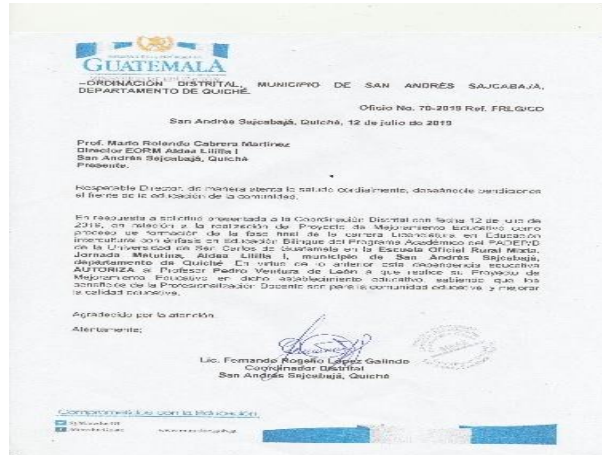 GUATEMALA
-ORDINACIÓN DISTRITAL, MUNICIPIO DE SAN ANDRÉS SAJCABAJÁ,
DEPARTAMENTO DE QUICHÉ.
Oficio No. 70-2019 Ref. FRLG/CD
San Andrés Sajcabajá, Quiché, 12 de julio de 2019
Prof. Mario Rolando Cabrera Martínez
Director EORM Aldea Lililla I
San Andrés Sajcabajá, Quiché
Presente.
Respetable Director, de manera atenta lo saludo cordialmente, deseándole bendiciones
al frente de la educación de la comunidad.
En respuesta a solicitud presentada a la Coordinación Distrital con fecha 12 de julio de
2019, en relación a la realización de Proyecto de Mejoramiento Educativo como
proceso de formación de la fase final de la carrera Licenciatura en Educación
Intercultural con énfasis en Educación Bilingüe del Programa Académico del PADEP/D
de la Universidad de San Carlos de Guatemala en la Escuela Oficial Rural Mixta,
Jornada Matutina, Aldea Lililla I, municipio de San Andrés Sajcabajá,
departamento de Quiché. En virtud de lo anterior esta dependencia educativa
AUTORIZA al Profesor Pedro Ventura de León a que realice su Proyecto de
Mejoramiento Educativo en dicho establecimiento educativo, sabiendo que los
beneficios de la Profesionalización Docente son para la comunidad educativa y mejorar
la calidad educativa.
Agradecido por la atención.
Atentamente;
Lic. Fernando Rogelio López Galindo
Coordinador Distrital
San Andrés Sajcabajá, Quiché
Comprometidos con la Educación